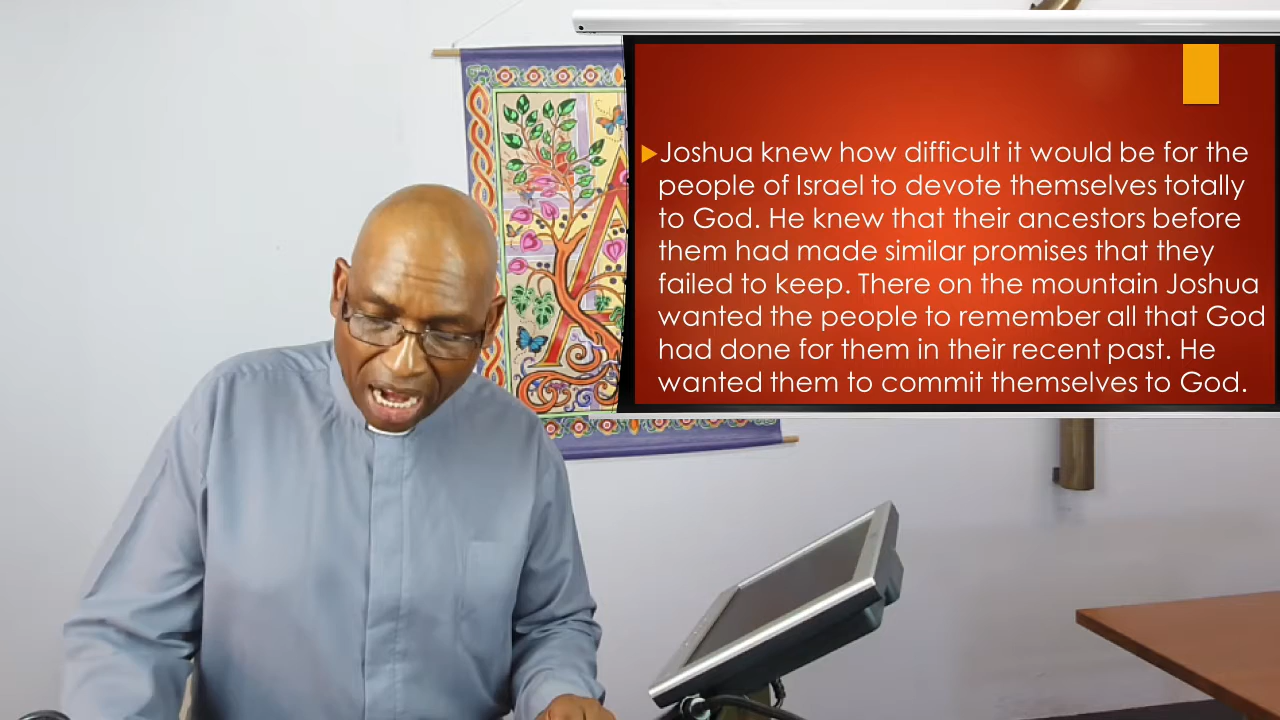 Joshua knew how difficult it would be for the
people of Israel to devote themselves totally
to God. He knew that their ancestors before
them had made similar promises that they
failed to keep. There on the mountain Joshua
wanted the people to remember all that God
had done for them in their recent past. He
wanted them to commit themselves to God.